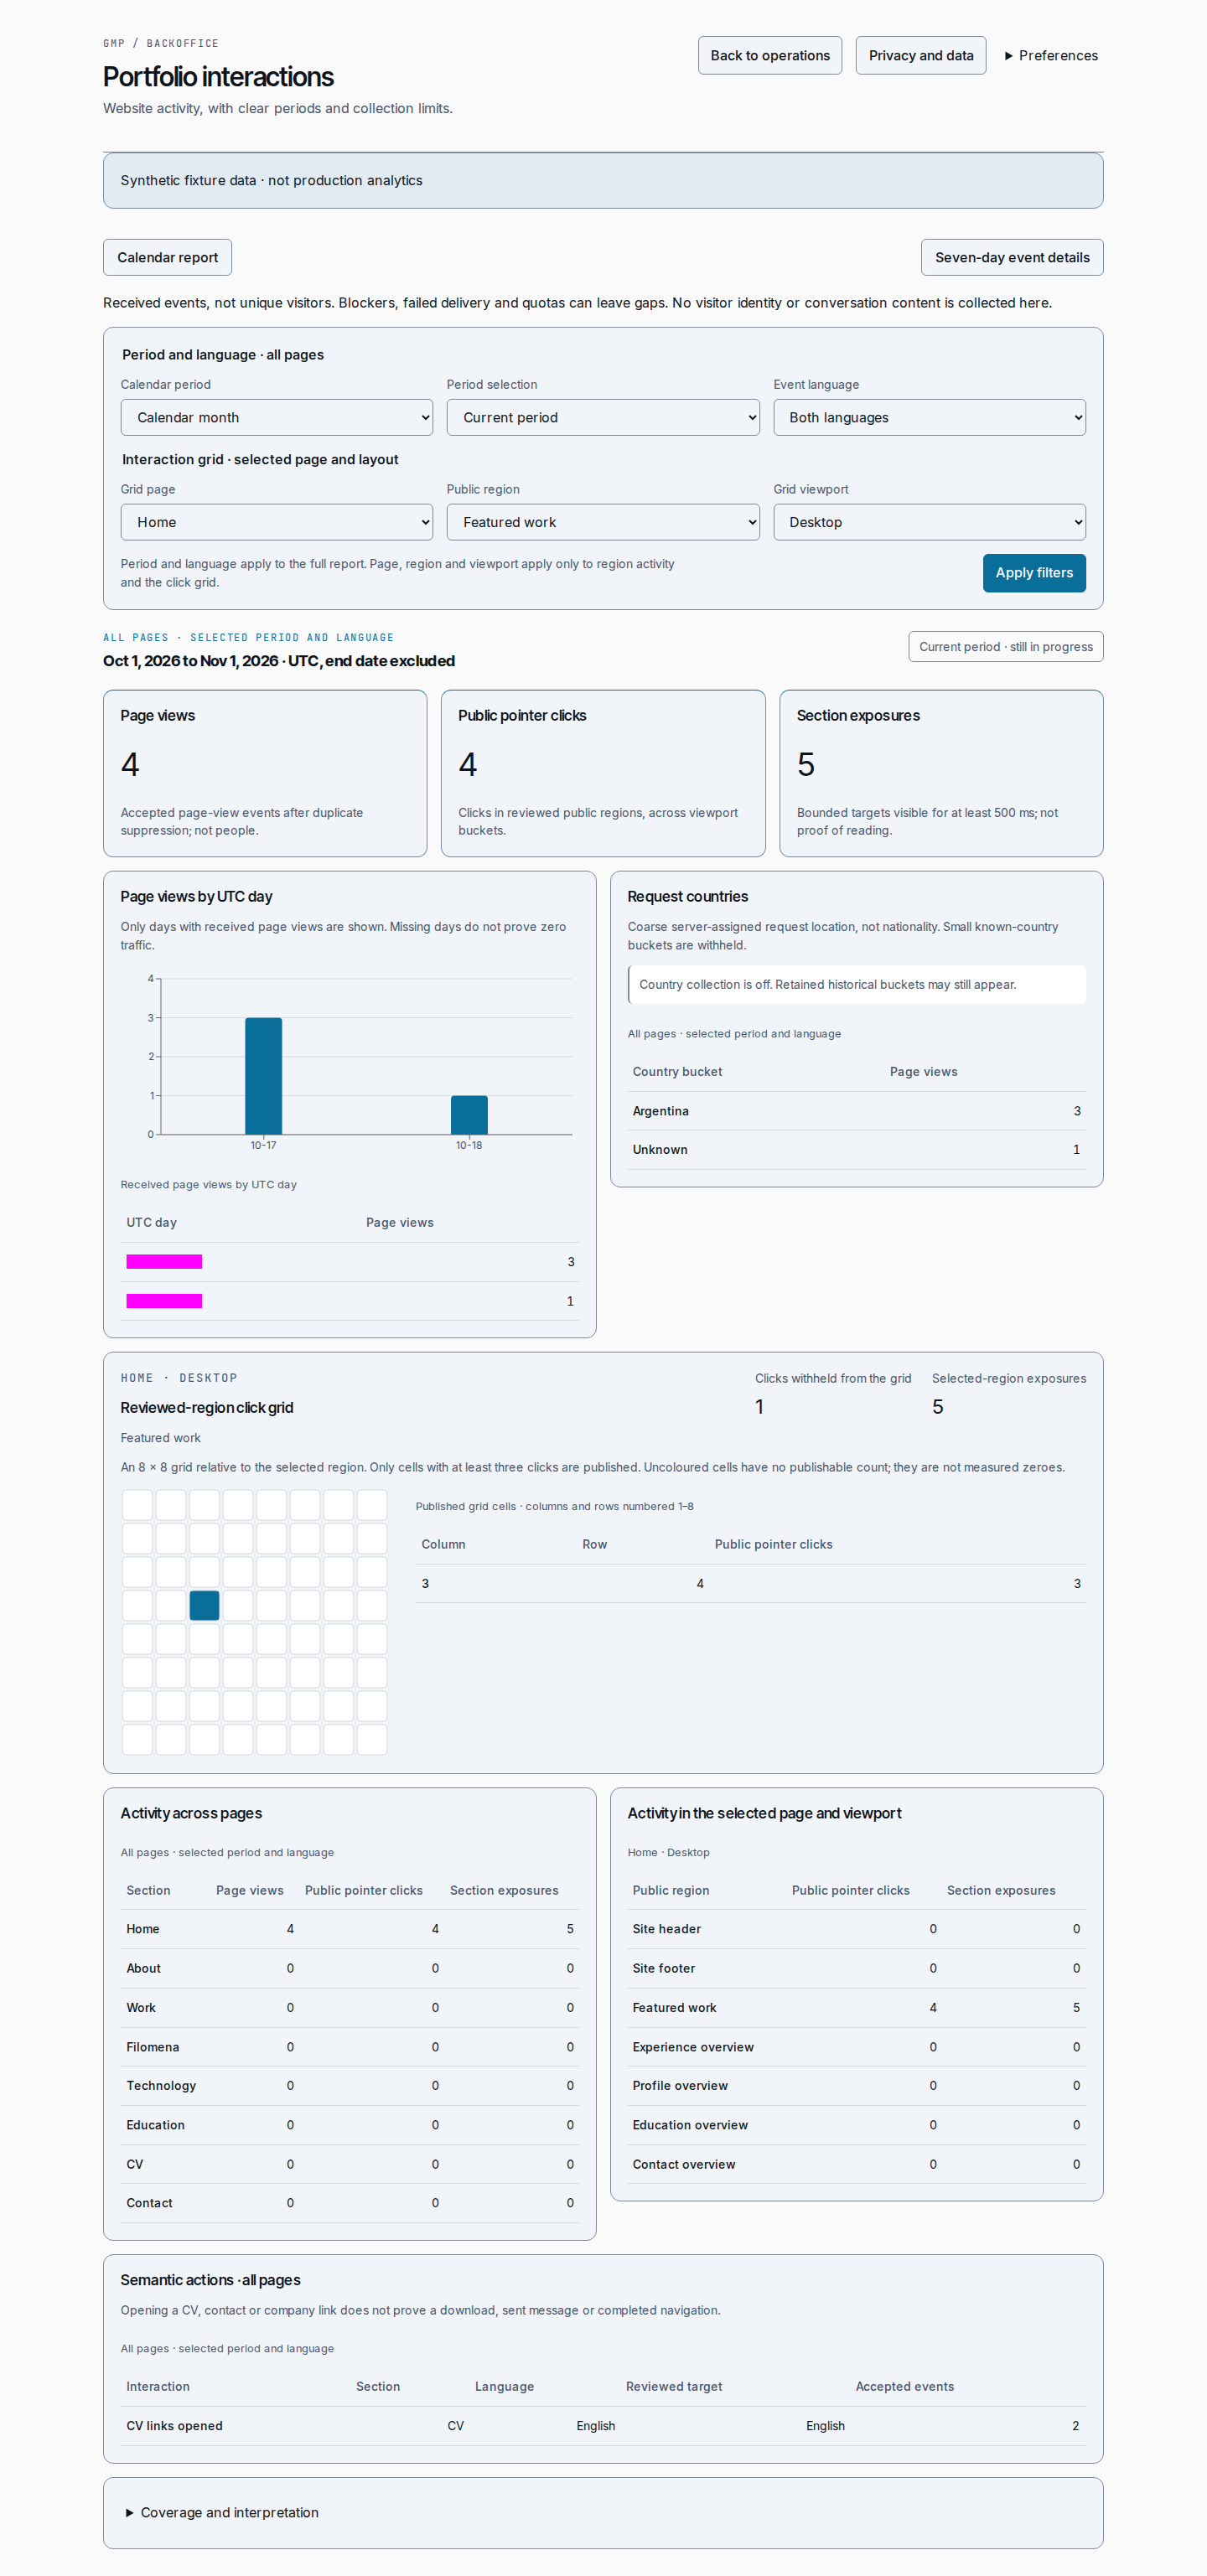 GMP / BACKOFFICE
Portfolio interactions
Website activity, with clear periods and collection limits.
Back to operations
Privacy and data
▶ Preferences
Synthetic fixture data · not production analytics
Calendar report
Seven-day event details
Received events, not unique visitors. Blockers, failed delivery and quotas can leave gaps. No visitor identity or conversation content is collected here.
Period and language · all pages
Calendar period
Period selection
Event language
Calendar month
Current period
Both languages
Interaction grid · selected page and layout
Grid page
Public region
Grid viewport
Home
Featured work
Desktop
Period and language apply to the full report. Page, region and viewport apply only to region activity
and the click grid.
Apply filters
ALL PAGES · SELECTED PERIOD AND LANGUAGE
Oct 1, 2026 to Nov 1, 2026 · UTC, end date excluded
Current period · still in progress
Page views
4
Accepted page-view events after duplicate
suppression; not people.
Public pointer clicks
4
Clicks in reviewed public regions, across viewport
buckets.
Section exposures
5
Bounded targets visible for at least 500 ms; not
proof of reading.
Page views by UTC day
Only days with received page views are shown. Missing days do not prove zero
traffic.
4
3
2
1
0
10-17
10-18
Received page views by UTC day
UTC day Page views
3
1
Request countries
Coarse server-assigned request location, not nationality. Small known-country
buckets are withheld.
Country collection is off. Retained historical buckets may still appear.
All pages · selected period and language
Country bucket Page views
Argentina 3
Unknown 1
HOME · DESKTOP
Reviewed-region click grid
Featured work
Clicks withheld from the grid
1
Selected-region exposures
5
An 8 × 8 grid relative to the selected region. Only cells with at least three clicks are published. Uncoloured cells have no publishable count; they are not measured zeroes.
Published grid cells · columns and rows numbered 1–8
Column Row Public pointer clicks
3 4 3
Activity across pages
All pages · selected period and language
Section Page views Public pointer clicks Section exposures
Home 4 4 5
About 0 0 0
Work 0 0 0
Filomena 0 0 0
Technology 0 0 0
Education 0 0 0
CV 0 0 0
Contact 0 0 0
Activity in the selected page and viewport
Home · Desktop
Public region Public pointer clicks Section exposures
Site header 0 0
Site footer 0 0
Featured work 4 5
Experience overview 0 0
Profile overview 0 0
Education overview 0 0
Contact overview 0 0
Semantic actions · all pages
Opening a CV, contact or company link does not prove a download, sent message or completed navigation.
All pages · selected period and language
Interaction Section Language Reviewed target Accepted events
CV links opened CV English English 2
▶ Coverage and interpretation